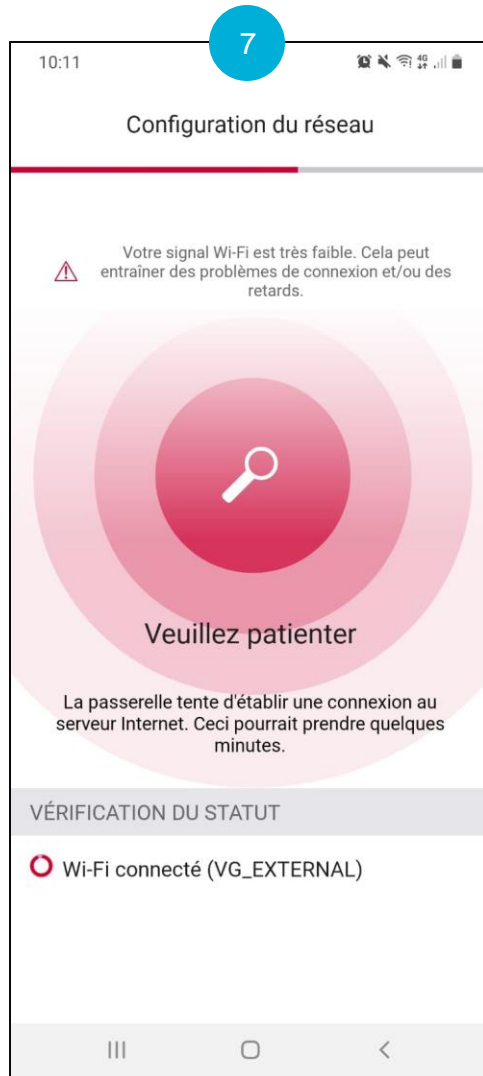 7
10:11
4G
Configuration du réseau
Votre signal Wi-Fi est très faible. Cela peut
entraîner des problèmes de connexion et/ou des
retards.
Veuillez patienter
La passerelle tente d'établir une connexion au
serveur Internet. Ceci pourrait prendre quelques
minutes.
VÉRIFICATION DU STATUT
Wi-Fi connecté (VG_EXTERNAL)